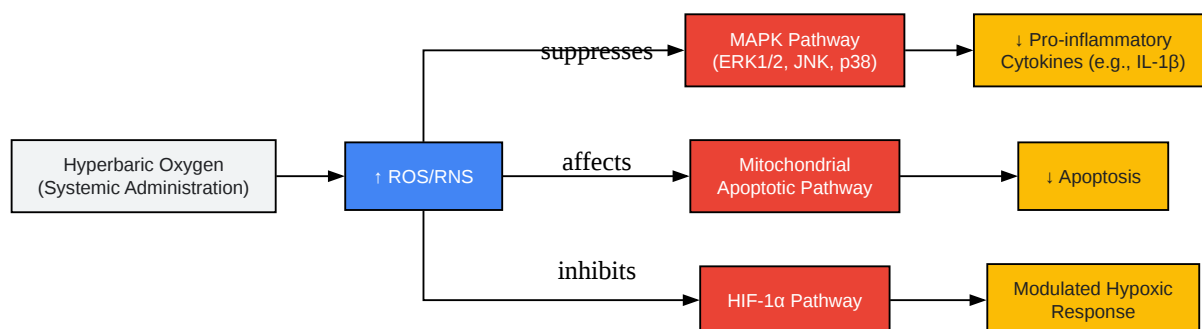 suppresses
MAPK Pathway
(ERK1/2, JNK, p38)
↓ Pro-inflammatory
Cytokines (e.g., IL-1β)
Hyperbaric Oxygen
(Systemic Administration)
↑ ROS/RNS
affects
Mitochondrial
Apoptotic Pathway
↓ Apoptosis
inhibits
HIF-1α Pathway
Modulated Hypoxic
Response